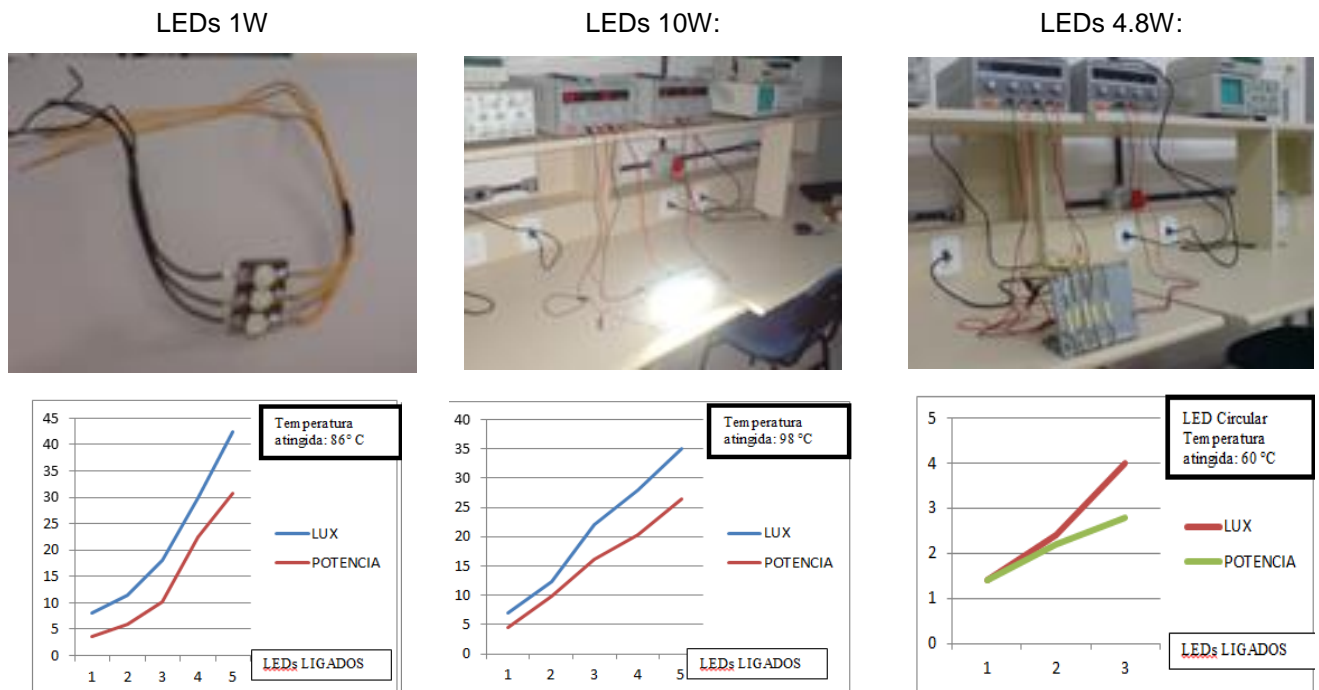 LEDs 1W
LEDs 10W:
LEDs 4.8W:
45
40
35
30
25
20
15
10
5
0
1 2 3 4 5
Temperatura
atingida: 86° C
LUX
POTENCIA
LEDs LIGADOS
40
35
30
25
20
15
10
5
0
1 2 3 4 5
Temperatura
atingida: 98 °C
LUX
POTENCIA
LEDs LIGADOS
5
4
3
2
1
0
1 2 3
LED Circular
Temperatura
atingida: 60 °C
LUX
POTENCIA
LEDs LIGADOS